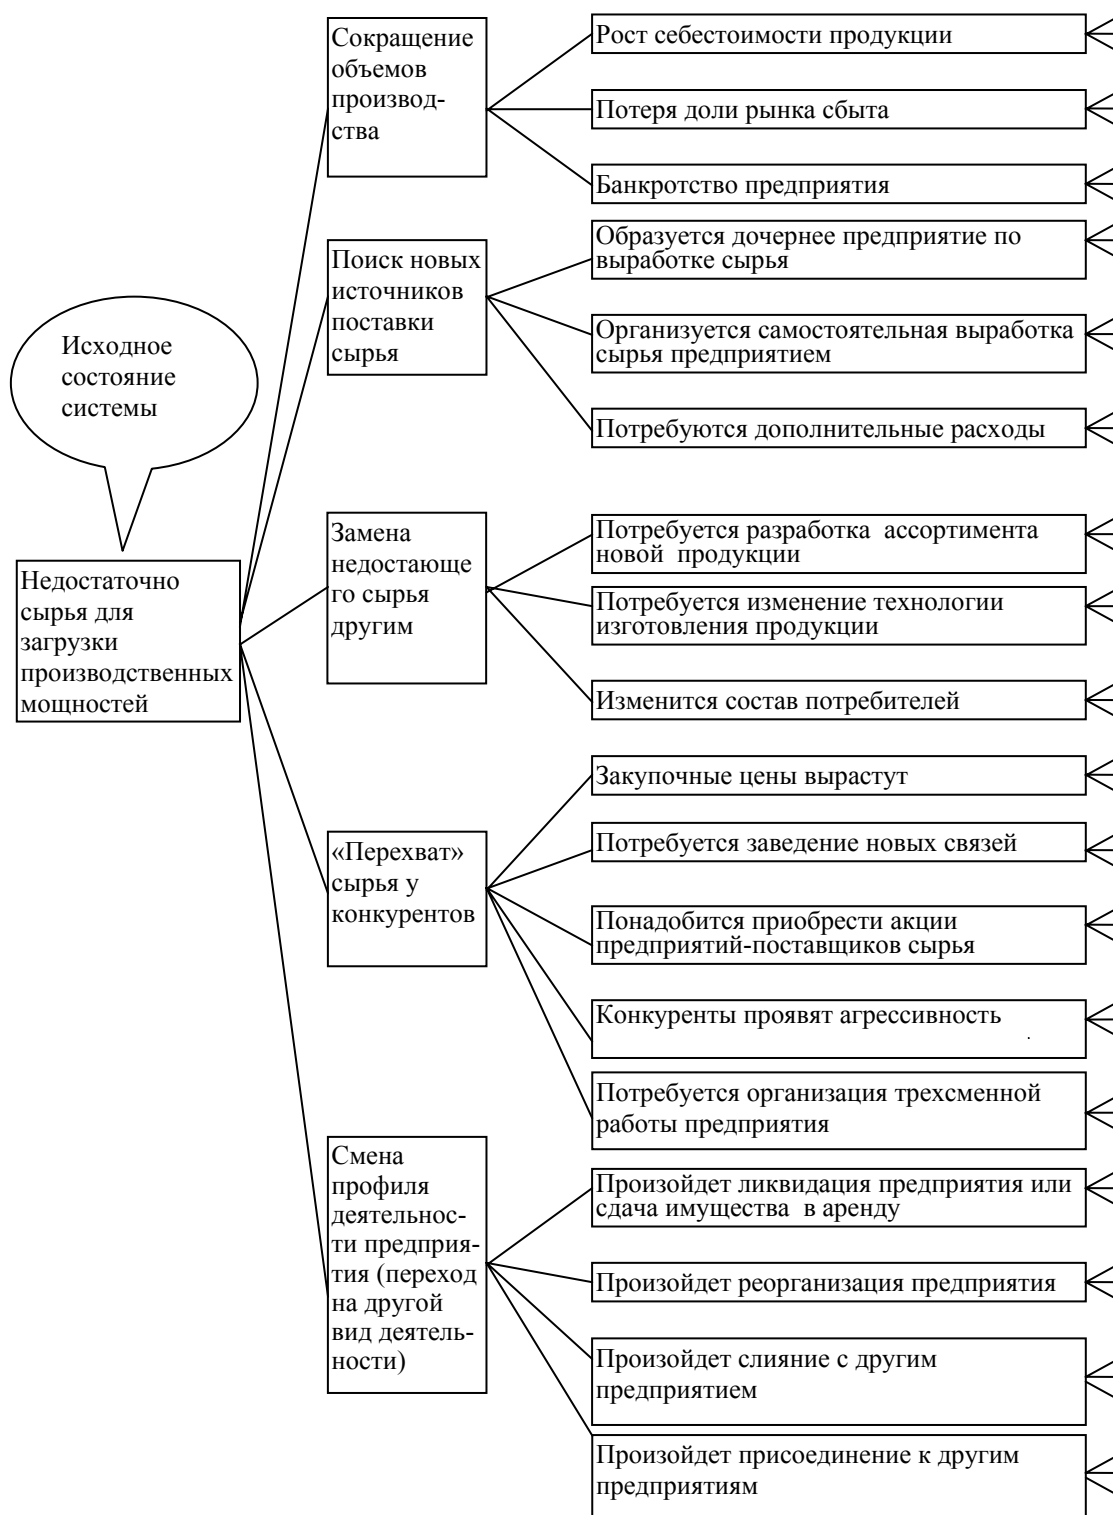 Исходное
состояние
системы
Недостаточно
сырья для
загрузки
производственных
мощностей
Сокращение
объемов
производ-
ства
Рост себестоимости продукции
Потеря доли рынка сбыта
Банкротство предприятия
Поиск новых
источников
поставки
сырья
Образуется дочернее предприятие по
выработке сырья
Организуется самостоятельная выработка
сырья предприятием
Потребуются дополнительные расходы
Замена
недостающе
го сырья
другим
Потребуется разработка ассортимента
новой продукции
Потребуется изменение технологии
изготовления продукции
Изменится состав потребителей
«Перехват»
сырья у
конкурентов
Закупочные цены вырастут
Потребуется заведение новых связей
Понадобится приобрести акции
предприятий-поставщиков сырья
Конкуренты проявят агрессивность
.
Потребуется организация трехсменной
работы предприятия
Смена
профиля
деятельнос-
ти предприя-
тия (переход
на другой
вид деятель-
ности)
Произойдет ликвидация предприятия или
сдача имущества в аренду
Произойдет реорганизация предприятия
Произойдет слияние с другим
предприятием
Произойдет присоединение к другим
предприятиям